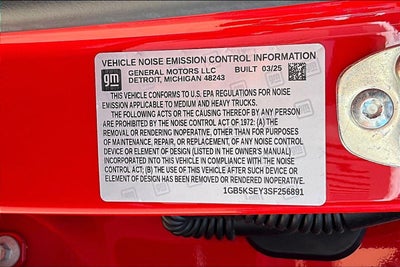 VEHICLE NOISE EMISSION CONTROL INFORMATION
gm
GENERAL MOTORS LLC BUILT 03/25
DETROIT, MICHIGAN 48243
THIS VEHICLE CONFORMS TO U.S. EPA REGULATIONS FOR NOISE
EMISSION APPLICABLE TO MEDIUM AND HEAVY TRUCKS.
THE FOLLOWING ACTS OR THE CAUSING THEREOF BY ANY PERSON
ARE PROHIBITED BY THE NOISE CONTROL ACT OF 1972: (A) THE
REMOVAL OR RENDERING INOPERATIVE, OTHER THAN FOR PURPOSES
OF MAINTENANCE, REPAIR, OR REPLACEMENT, OF ANY NOISE CONTROL
DEVICE OR ELEMENT OF DESIGN (LISTED IN THE OWNER'S MANUAL)
INCORPORATED INTO THIS VEHICLE IN COMPLIANCE WITH THE NOISE
CONTROL ACT; (B) THE USE OF THIS VEHICLE AFTER SUCH DEVICE OR
ELEMENT OF DESIGN HAS BEEN REMOVED OR RENDERED INOPERATIVE
1GB5KSEY3SF256891